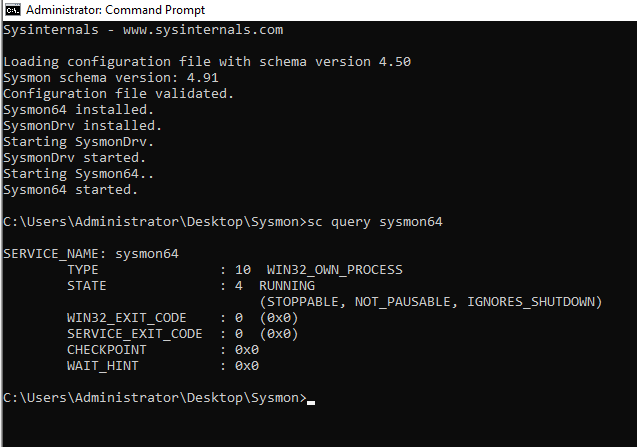 Administrator: Command Prompt
Sysinternals - www.sysinternals.com
Loading configuration file with schema version 4.50
Sysmon schema version: 4.91
Configuration file validated.
Sysmon64 installed.
SysmonDrv installed.
Starting SysmonDrv.
SysmonDrv started.
Starting Sysmon64..
Sysmon64 started.
C:\Users\Administrator\Desktop\Sysmon>sc query sysmon64
SERVICE_NAME: sysmon64
TYPE : 10 WIN32_OWN_PROCESS
STATE : 4 RUNNING
(STOPPABLE, NOT_PAUSABLE, IGNORES_SHUTDOWN)
WIN32_EXIT_CODE : 0 (0x0)
SERVICE_EXIT_CODE : 0 (0x0)
CHECKPOINT : 0x0
WAIT_HINT : 0x0
C:\Users\Administrator\Desktop\Sysmon>